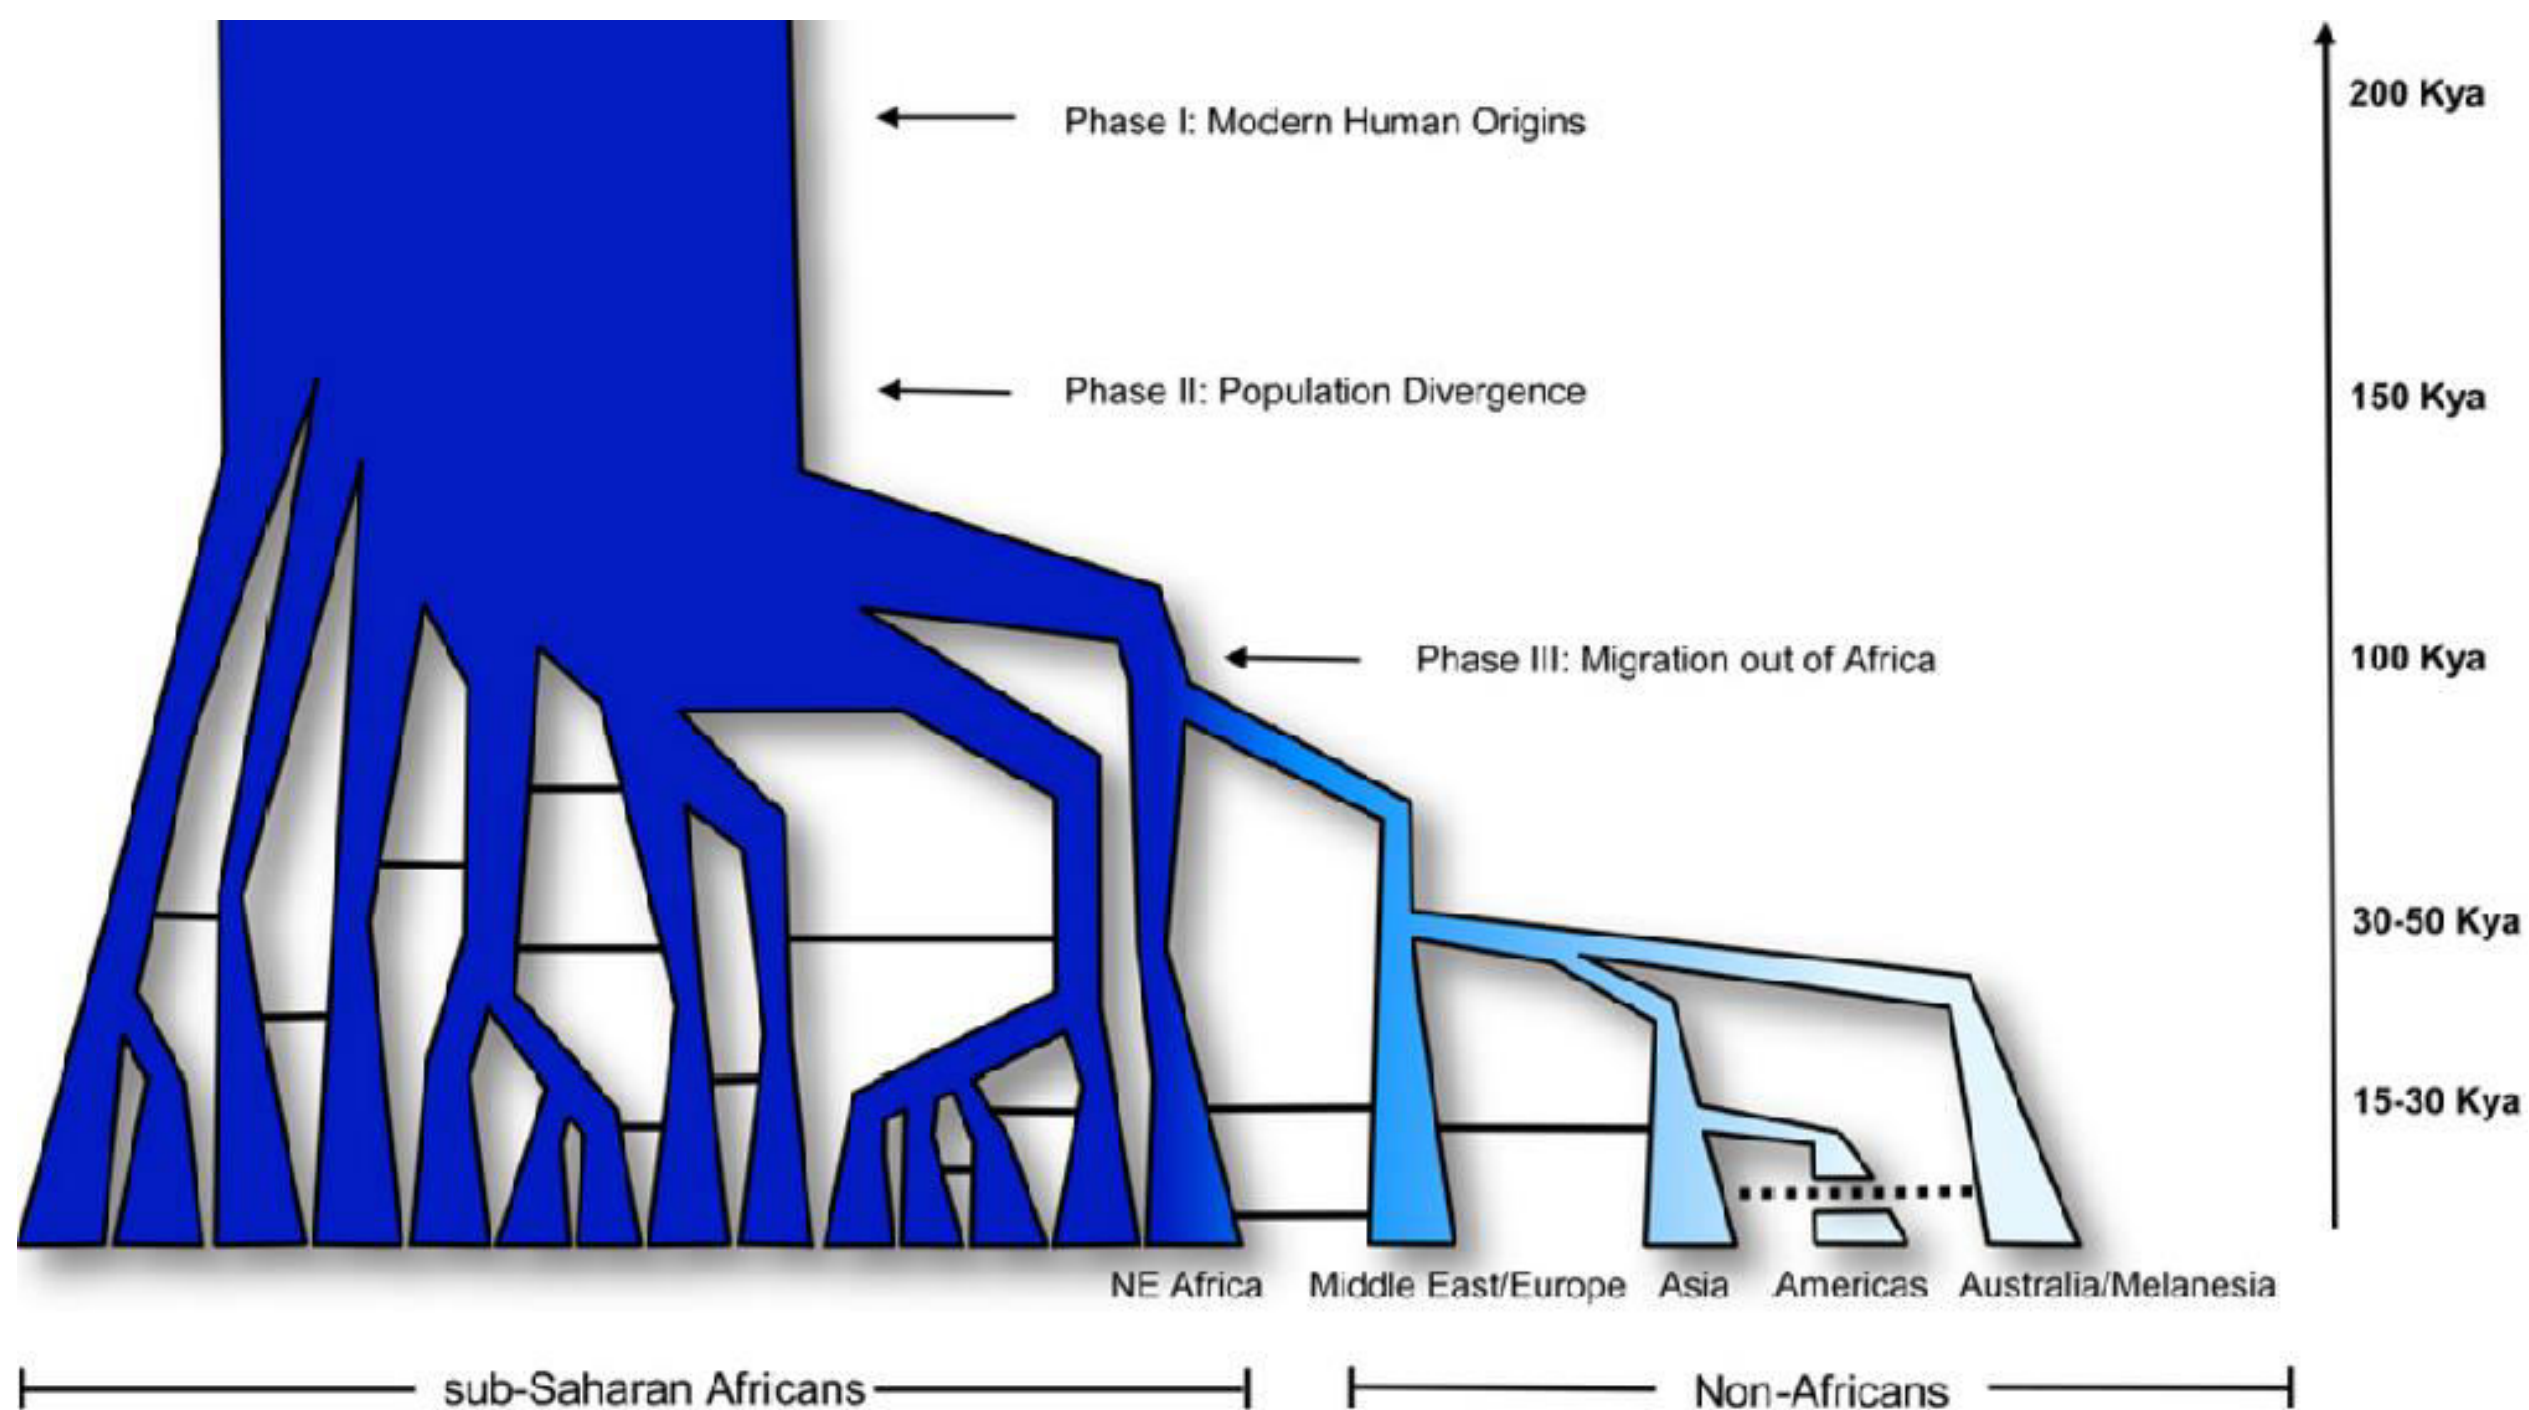 200 Kya
Phase I: Modern Human Origins
Phase II: Population Divergence
150 Kya
Phase III: Migration out of Africa
100 Kya
30-50 Kya
15-30 Kya
NE Africa
Middle East/Europe
Asia
Americas
Australia/Melanesia
sub-Saharan Africans
Non-Africans